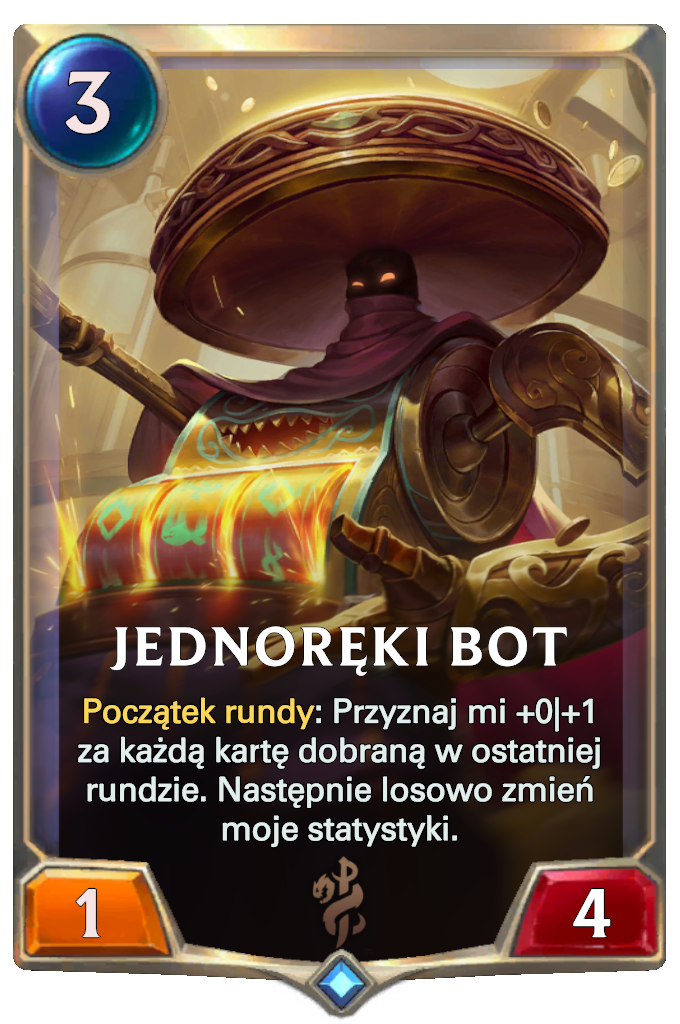 3
JEDNORĘKI BOT
Początek rundy: Przyznaj mi +0|+1
za każdą kartę dobraną w ostatniej
rundzie. Następnie losowo zmień
moje statystyki.
1
4